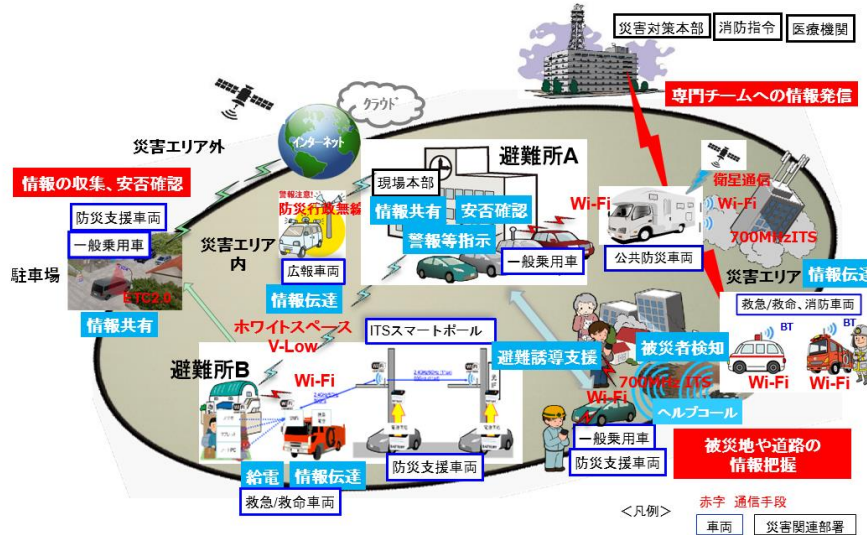 災害対策本部
消防指令
医療機関
クラウド
専門チームへの情報発信
災害エリア外
インターネット
避難所A
情報の収集、安否確認
警報注意!
防災行政無線
現場本部
衛星通信
防災支援車両
情報共有
安否確認
Wi-Fi
Wi-Fi
一般乗用車
災害エリア
内
警報等指示
700MHzITS
駐車場
広報車両
一般乗用車
公共防災車両
災害エリア
情報伝達
ETC2.0
情報伝達
救急/救命、消防車両
情報共有
ホワイトスペース
V-Low
ITSスマートポール
避難誘導支援
被災者検知
BT
BT
避難所B
Wi-Fi
700MHz ITS
Wi-Fi
Wi-Fi
Wi-Fi
ヘルプコール
一般乗用車
被災地や道路の
情報把握
給電
情報伝達
防災支援車両
防災支援車両
救急/救命車両
<凡例>
赤字 通信手段
車両
災害関連部署